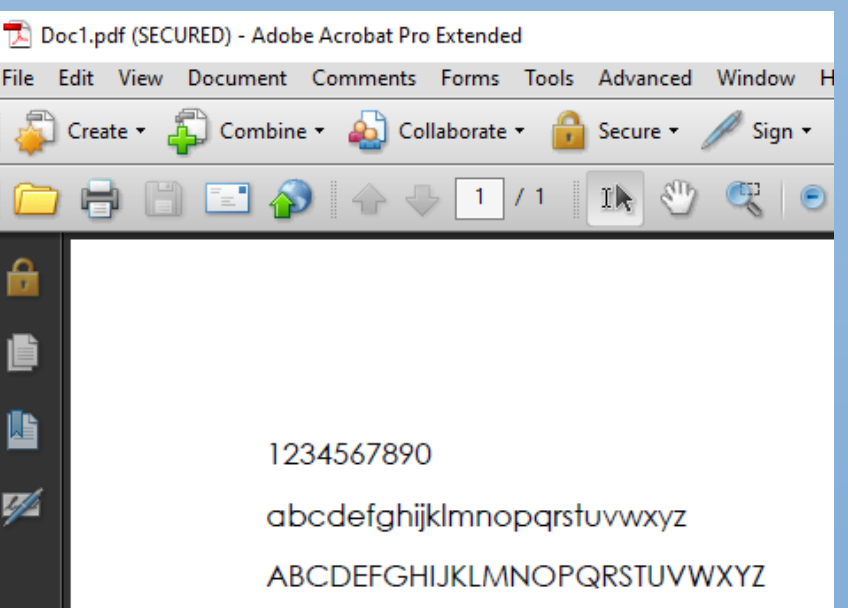 Doc1.pdf (SECURED) - Adobe Acrobat Pro Extended
File Edit View Document Comments Forms Tools Advanced Window H
Create Combine Collaborate Secure Sign
1 / 1
1234567890
abcdefghijklmnopqrstuvwxyz
ABCDEFGHIJKLMNOPQRSTUVWXYZ